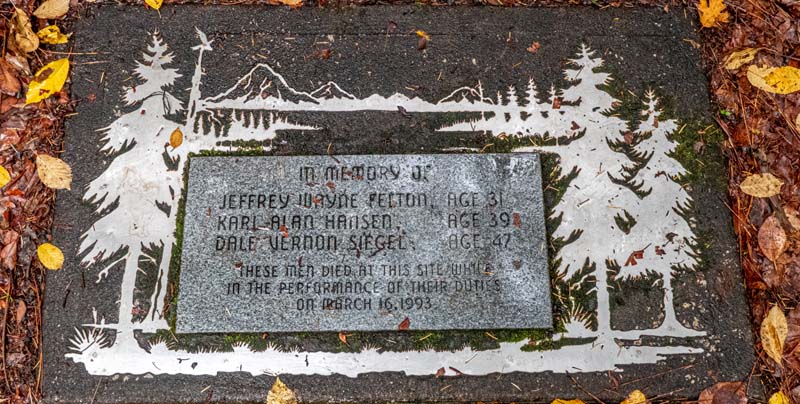 IN MEMORY OF
JEFFREY WAYNE FELTON, AGE 31
KARL ALAN HANSEN, AGE 39
DALE VERNON SIEGEL, AGE 47
THESE MEN DIED AT THIS SITE WHILE
IN THE PERFORMANCE OF THEIR DUTIES
ON MARCH 16, 1993